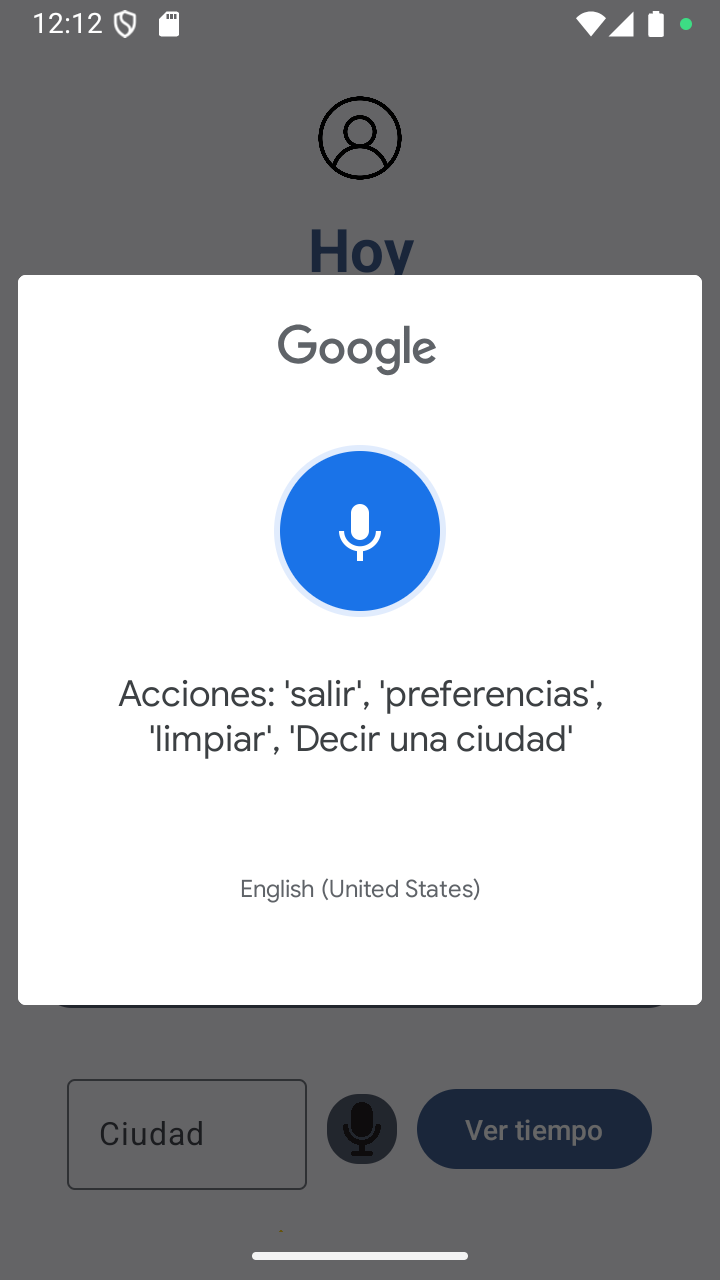 12:12
Hoy
Google
Acciones: 'salir', 'preferencias',
'limpiar', 'Decir una ciudad'
English (United States)
Ciudad
Ver tiempo